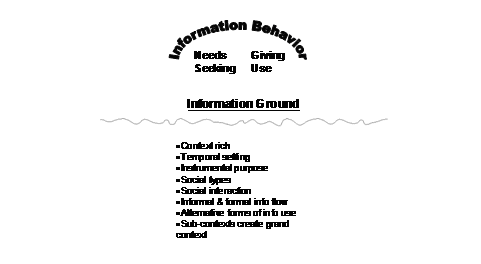 Information Behavior
Needs Giving
Seeking Use
Information Ground
•Context rich
•Temporal setting
•Instrumental purpose
•Social types
•Social interaction
•Informal & formal info flow
•Alternative forms of info use
•Sub-contexts create grand
context